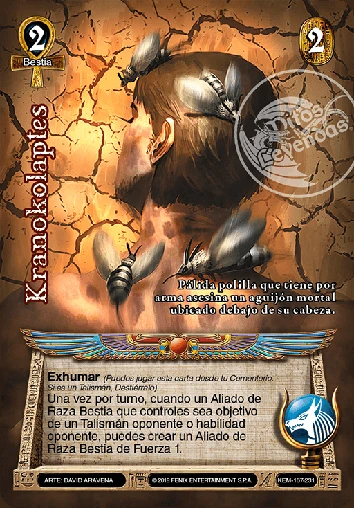 2
Bestia
2
Mitos
Leyendas
Kranokolaptes
Pálida polilla que tiene por
arma asesina un aguijón mortal
ubicado debajo de su cabeza.
Exhumar (Puedes jugar esta carta desde tu Cementerio.
Si es un Talismán, Destiérralo)
Una vez por turno, cuando un Aliado de
Raza Bestia que controles sea objetivo
de un Talismán oponente o habilidad
oponente, puedes crear un Aliado de
Raza Bestia de Fuerza 1.
ARTE: DAVID ARAVENA
FENIX ENTERTAINMENT S.P.A.